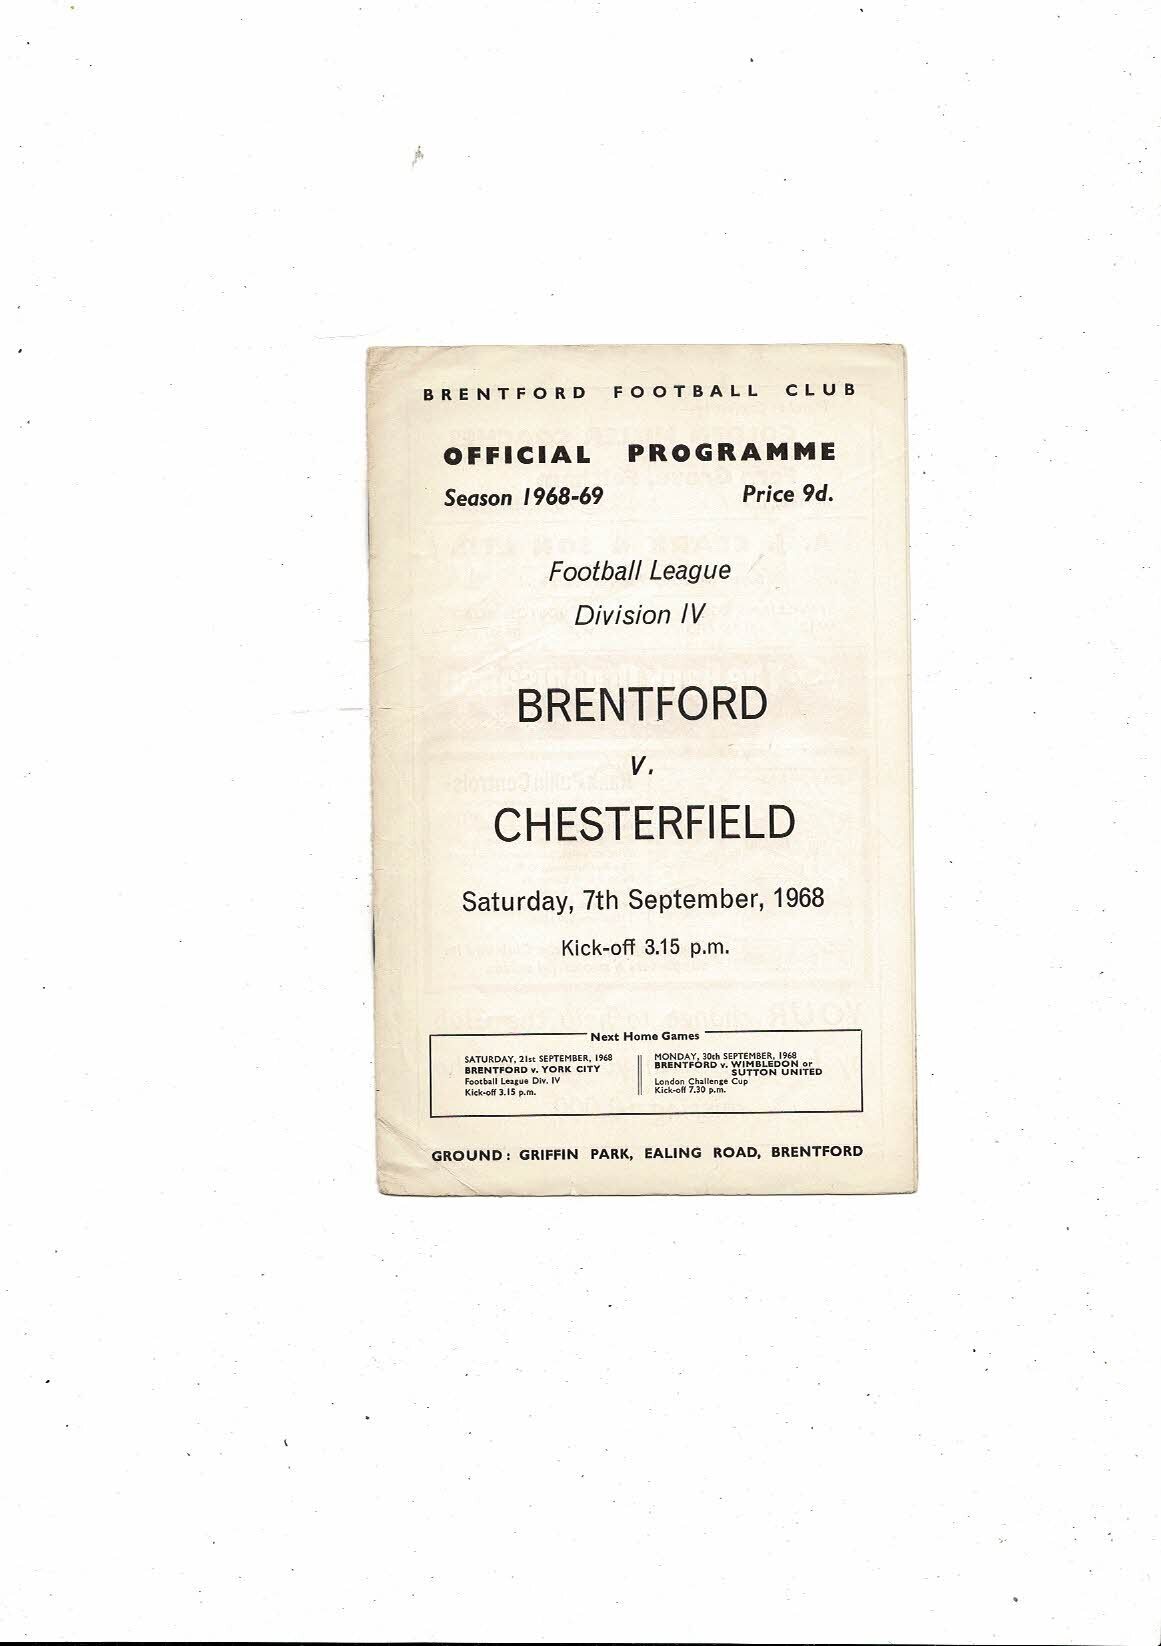 BRENTFORD FOOTBALL CLUB
OFFICIAL PROGRAMME
Season 1968-69 Price 9d.
Football League
Division IV
BRENTFORD
v.
CHESTERFIELD
Saturday, 7th September, 1968
Kick-off 3.15 p.m.
Next Home Games
SATURDAY, 21st SEPTEMBER, 1968
BRENTFORD v. YORK CITY
Football League Div. IV
Kick-off 3.15 p.m.
MONDAY, 30th SEPTEMBER, 1968
BRENTFORD v. WIMBLEDON or
SUTTON UNITED
London Challenge Cup
Kick-off 7.30 p.m.
GROUND: GRIFFIN PARK, EALING ROAD, BRENTFORD